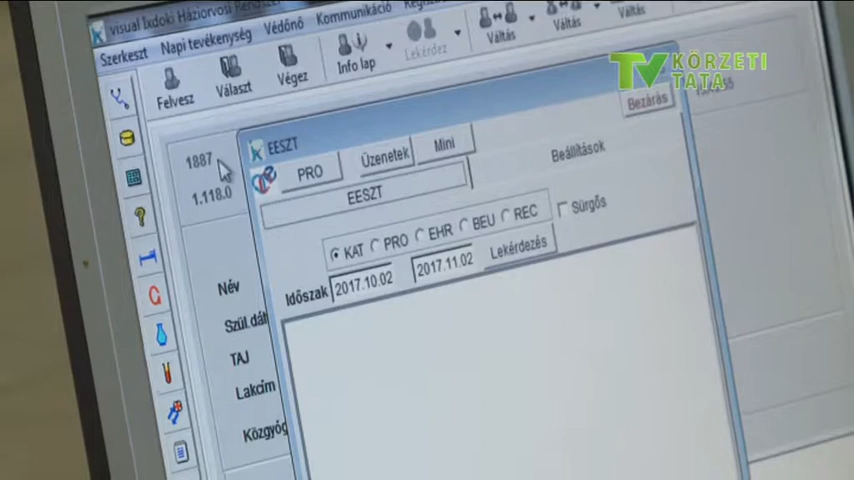 visual Ixdoki Háziorvosi Rendszer
Szerkeszt Napi tevékenység Védőnő Kommunikáció
Felvesz Választ Végez Info lap Lekérdez Váltás Váltás Váltás
TV KÖRZETI
TATA
1887
1.118.0
EESZT
Bezárás
PRO Üzenetek Mini
Beállítások
EESZT
KAT PRO EHR BEU REC Sürgős
Időszak 2017.10.02 2017.11.02 Lekérdezés
Név
Szül.dát
TAJ
Lakcím
Közgyóg